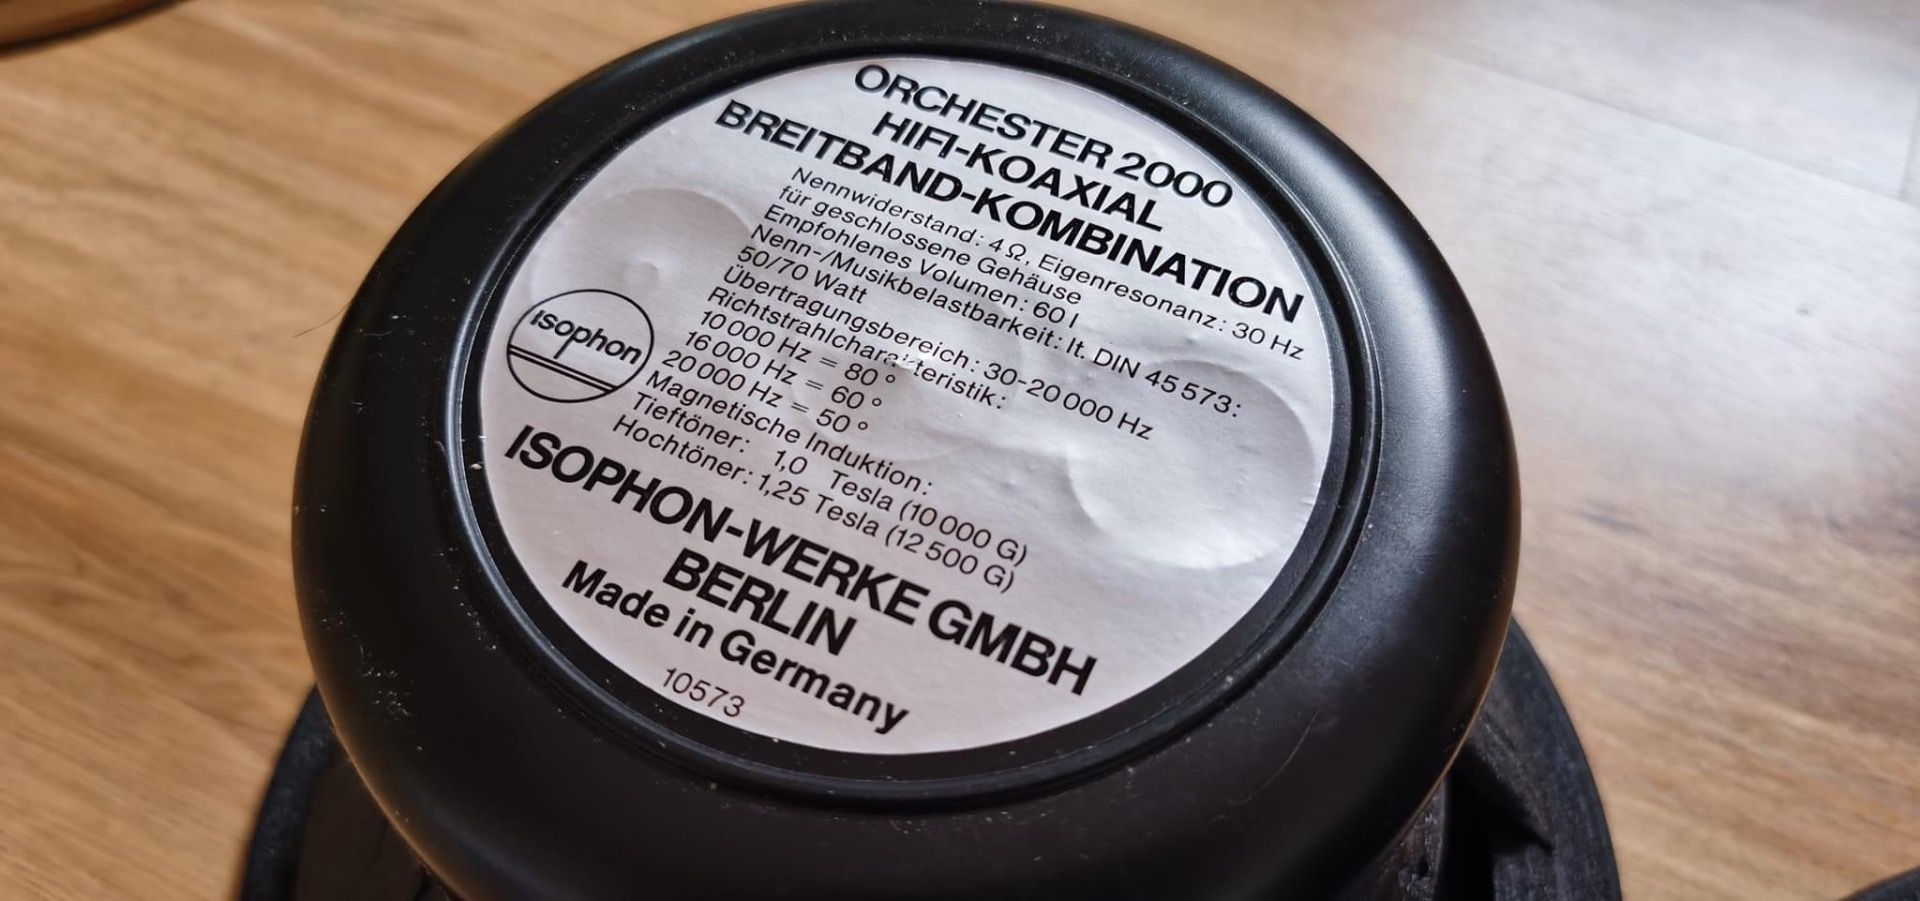 ORCHESTER 2000
HIFI-KOAXIAL
BREITBAND-KOMBINATION
Nennwiderstand: 4 Ω, Eigenresonanz: 30 Hz
für geschlossene Gehäuse
Empfohlenes Volumen: 60 l
Nenn-/Musikbelastbarkeit: lt. DIN 45 573:
50/70 Watt
Übertragungsbereich: 30-20 000 Hz
Richtstrahlcharakteristik:
10 000 Hz = 80 °
16 000 Hz = 60 °
20 000 Hz = 50 °
Magnetische Induktion:
Tieftöner: 1,0 Tesla (10 000 G)
Hochtöner: 1,25 Tesla (12 500 G)
Isophon
ISOPHON-WERKE GMBH
BERLIN
Made in Germany
10573